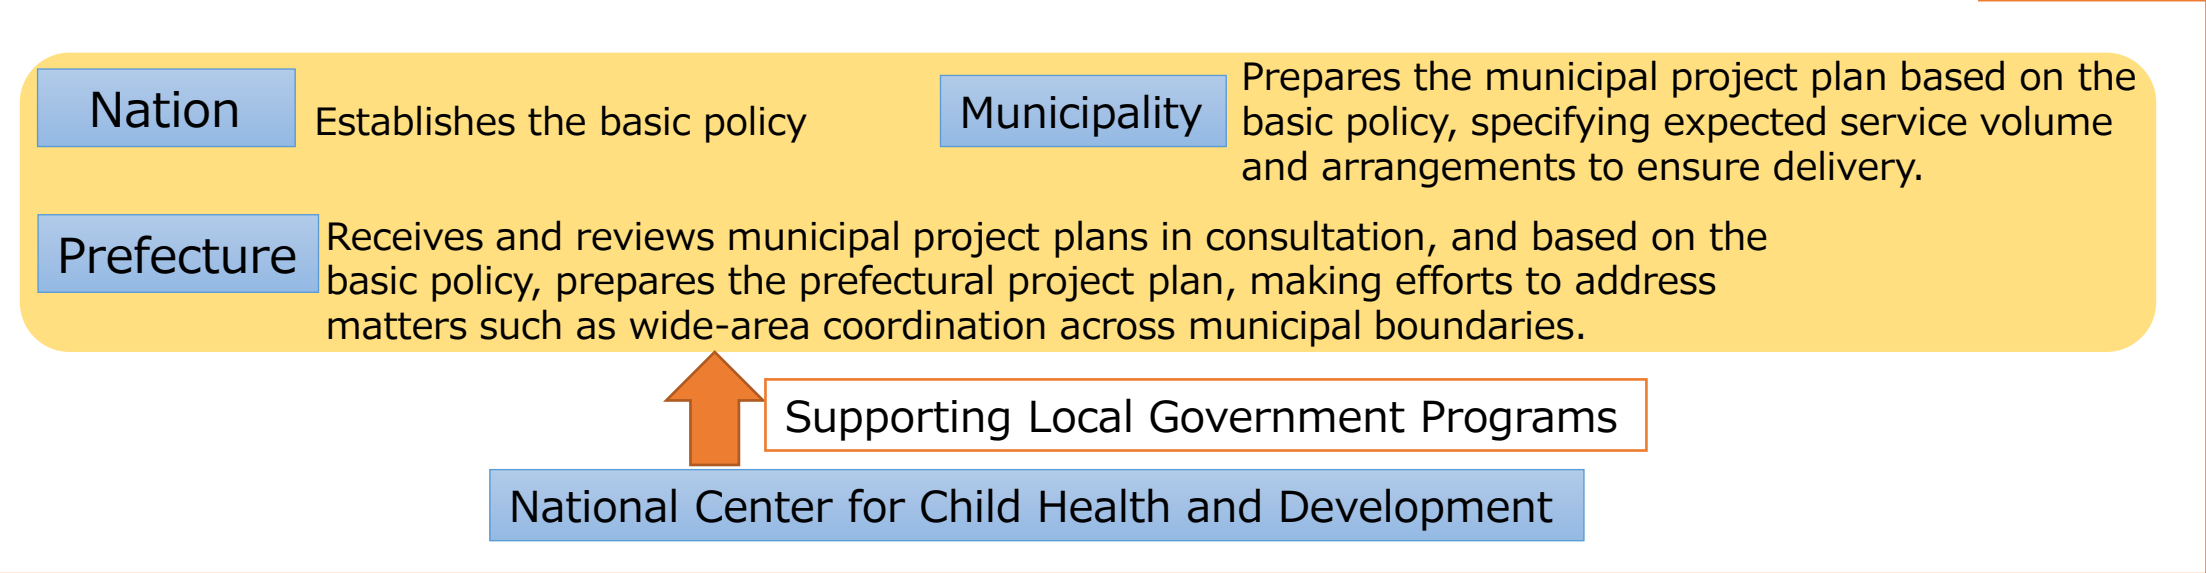 Nation
Establishes the basic policy
Municipality
Prepares the municipal project plan based on the
basic policy, specifying expected service volume
and arrangements to ensure delivery.
Prefecture
Receives and reviews municipal project plans in consultation, and based on the
basic policy, prepares the prefectural project plan, making efforts to address
matters such as wide-area coordination across municipal boundaries.
Supporting Local Government Programs
National Center for Child Health and Development